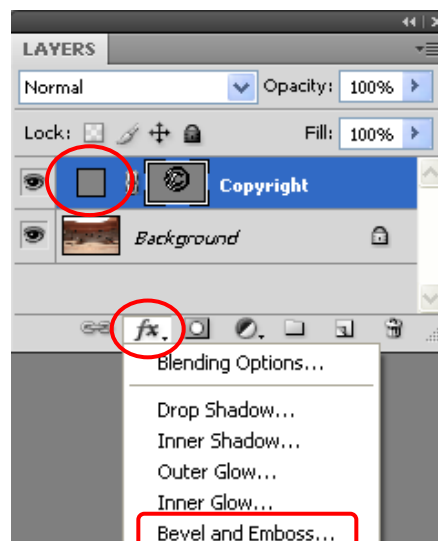 LAYERS
Normal Opacity: 100%
Lock: Fill: 100%
Copyright
Background
fx.
Blending Options...
Drop Shadow...
Inner Shadow...
Outer Glow...
Inner Glow...
Bevel and Emboss...